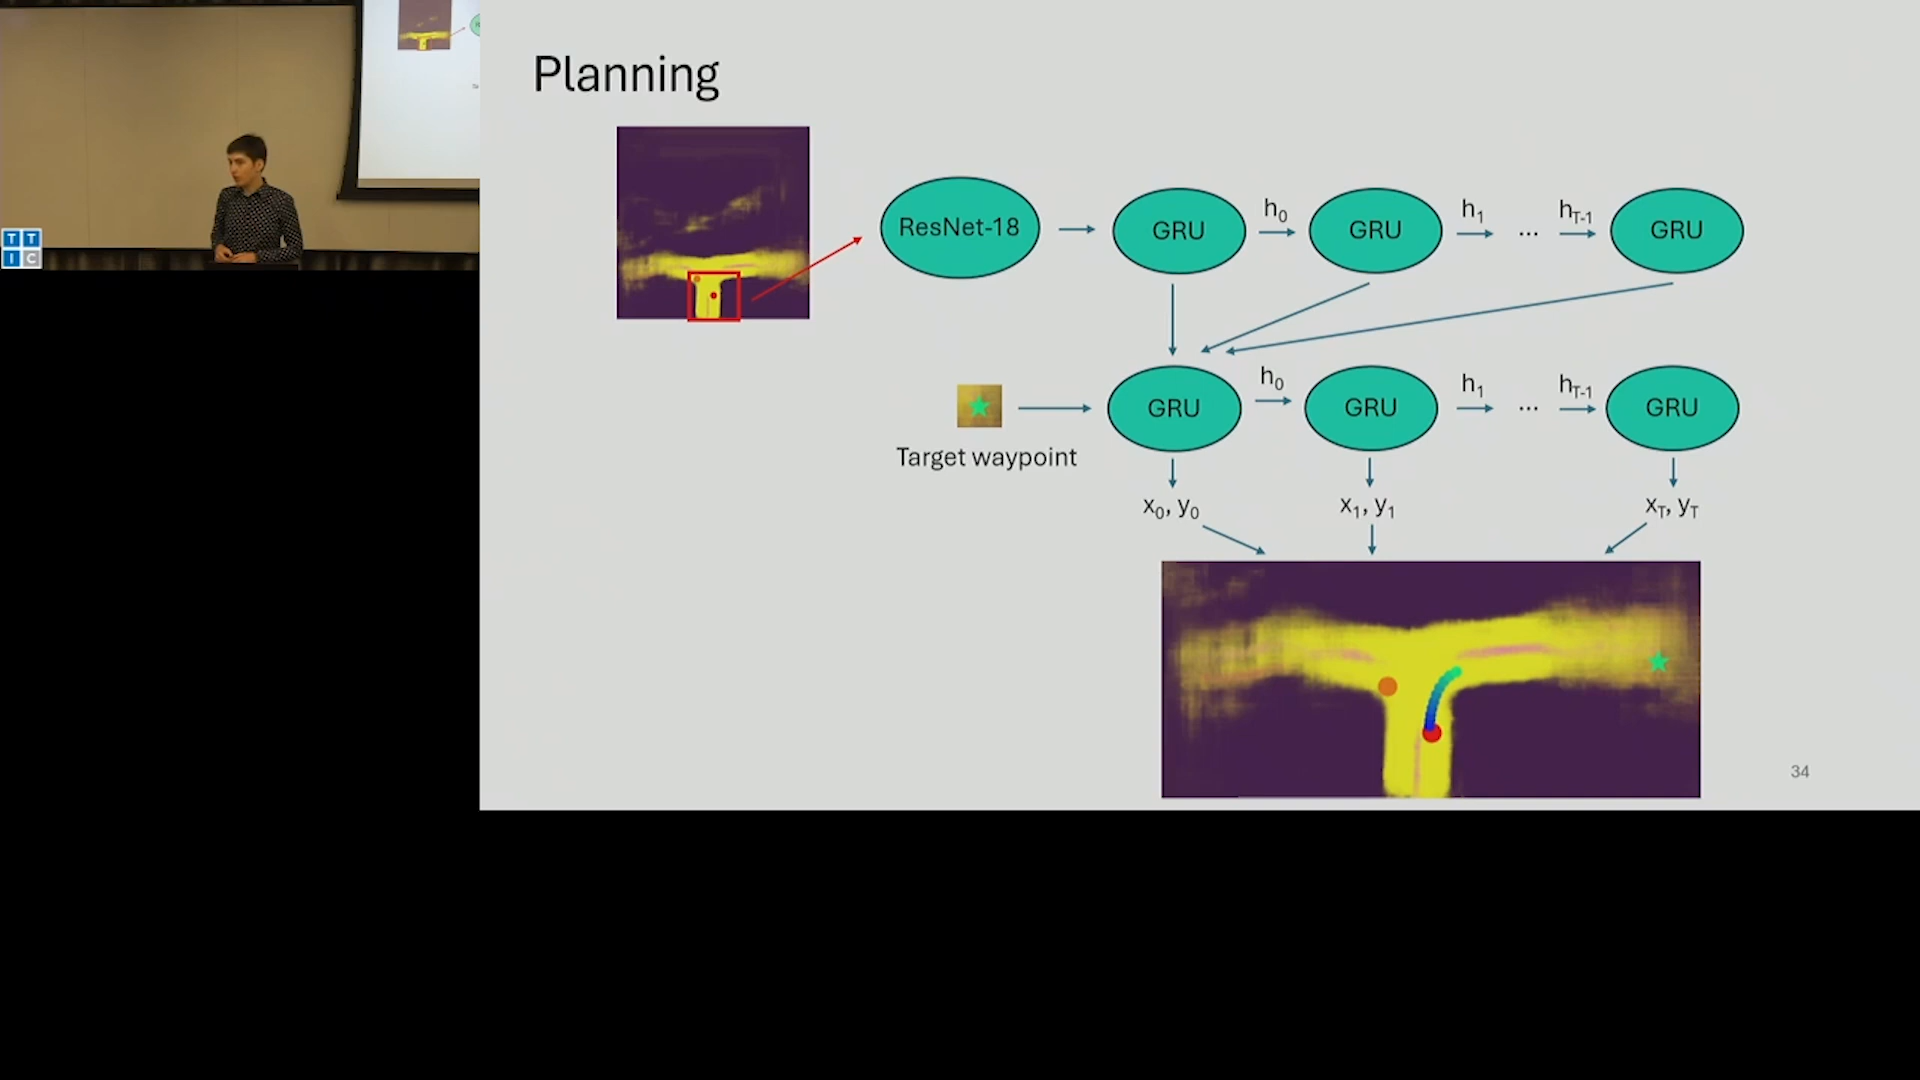 Planning
ResNet-18
GRU
h0
GRU
h1
...
hT-1
GRU
Target waypoint
GRU
h0
GRU
h1
...
hT-1
GRU
x0, y0
x1, y1
xT, yT
34
T T
I C